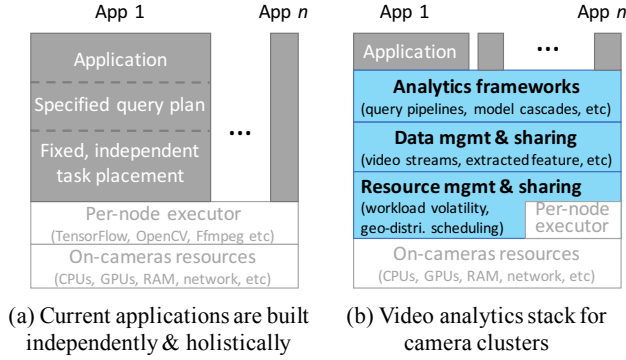 App 1
App n
Application
Specified query plan
Fixed, independent
task placement
...
Per-node executor
(TensorFlow, OpenCV, Ffmpeg etc)
On-cameras resources
(CPUs, GPUs, RAM, network, etc)
(a) Current applications are built
independently & holistically
App 1
App n
Application
...
Analytics frameworks
(query pipelines, model cascades, etc)
Data mgmt & sharing
(video streams, extracted feature, etc)
Resource mgmt & sharing
(workload volatility,
geo-distri. scheduling)
Per-node
executor
On-cameras resources
(CPUs, GPUs, RAM, network, etc)
(b) Video analytics stack for
camera clusters